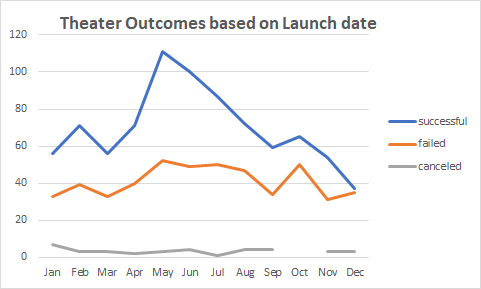 Theater Outcomes based on Launch date
120
100
80
60
40
20
0
Jan Feb Mar Apr May Jun Jul Aug Sep Oct Nov Dec
successful
failed
canceled